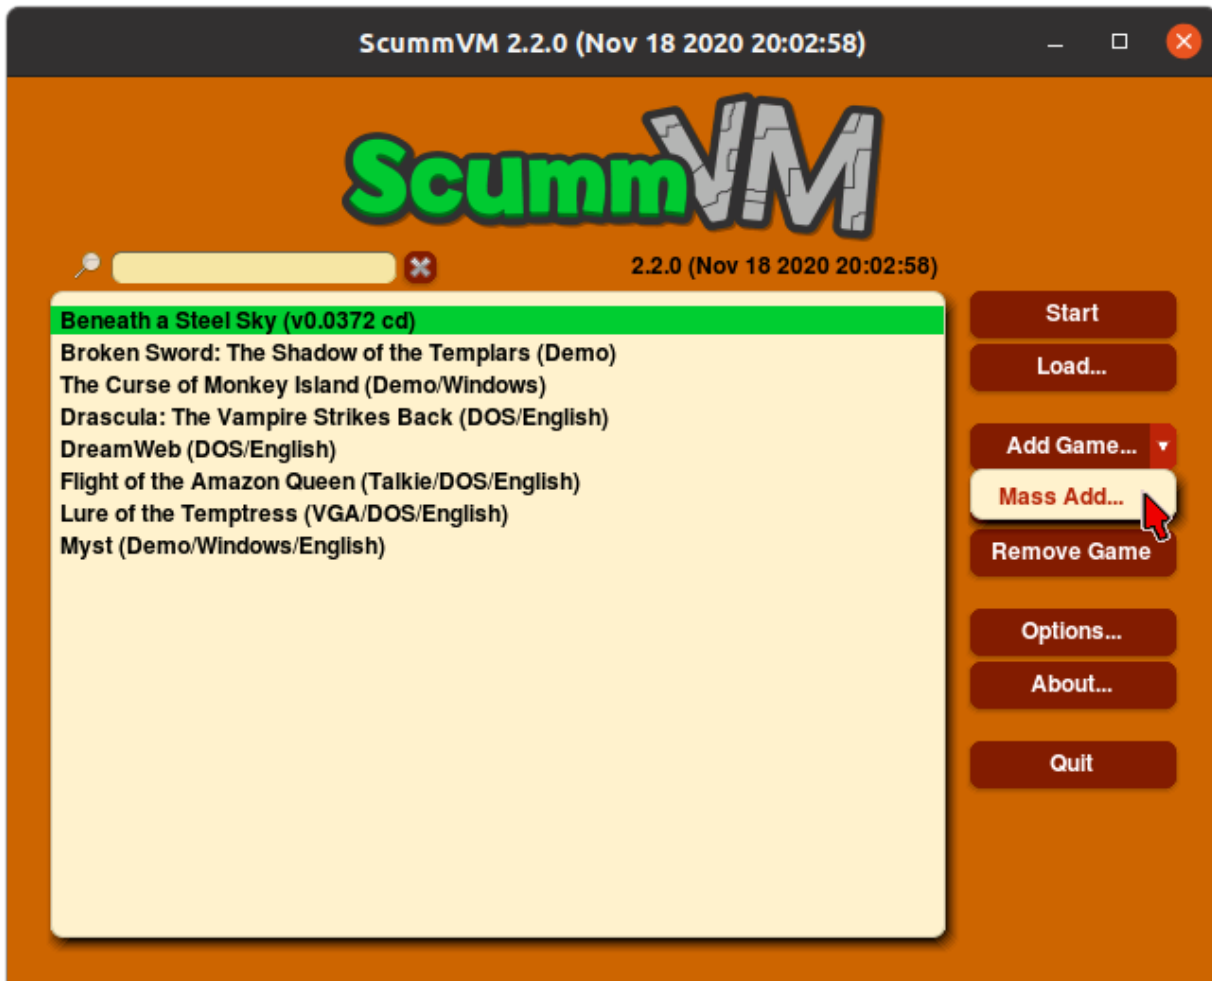 ScummVM 2.2.0 (Nov 18 2020 20:02:58)
ScummVM
2.2.0 (Nov 18 2020 20:02:58)
Beneath a Steel Sky (v0.0372 cd)
Broken Sword: The Shadow of the Templars (Demo)
The Curse of Monkey Island (Demo/Windows)
Drascula: The Vampire Strikes Back (DOS/English)
DreamWeb (DOS/English)
Flight of the Amazon Queen (Talkie/DOS/English)
Lure of the Temptress (VGA/DOS/English)
Myst (Demo/Windows/English)
Start
Load...
Add Game...
Mass Add...
Remove Game
Options...
About...
Quit